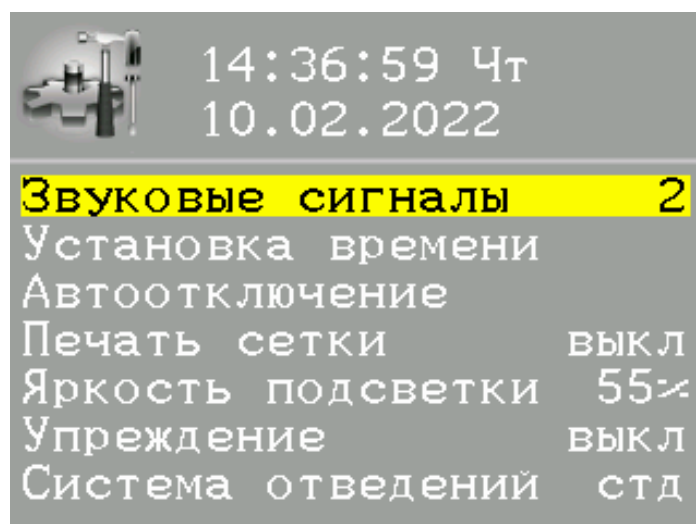 14:36:59 Чт
10.02.2022
Звуковые сигналы 2
Установка времени
Автоотключение
Печать сетки выкл
Яркость подсветки 55%
Упреждение выкл
Система отведений стд